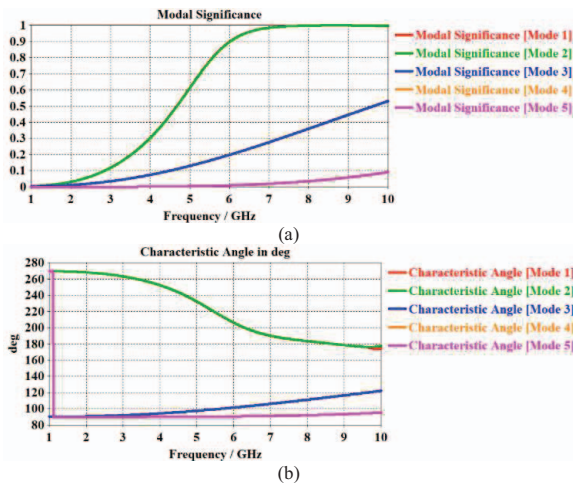 Modal Significance
1
0.9
0.8
0.7
0.6
0.5
0.4
0.3
0.2
0.1
0
1 2 3 4 5 6 7 8 9 10
Frequency / GHz
Modal Significance [Mode 1]
Modal Significance [Mode 2]
Modal Significance [Mode 3]
Modal Significance [Mode 4]
Modal Significance [Mode 5]
(a)
Characteristic Angle in deg
280
260
240
220
200
180
160
140
120
100
80
deg
1 2 3 4 5 6 7 8 9 10
Frequency / GHz
Characteristic Angle [Mode 1]
Characteristic Angle [Mode 2]
Characteristic Angle [Mode 3]
Characteristic Angle [Mode 4]
Characteristic Angle [Mode 5]
(b)